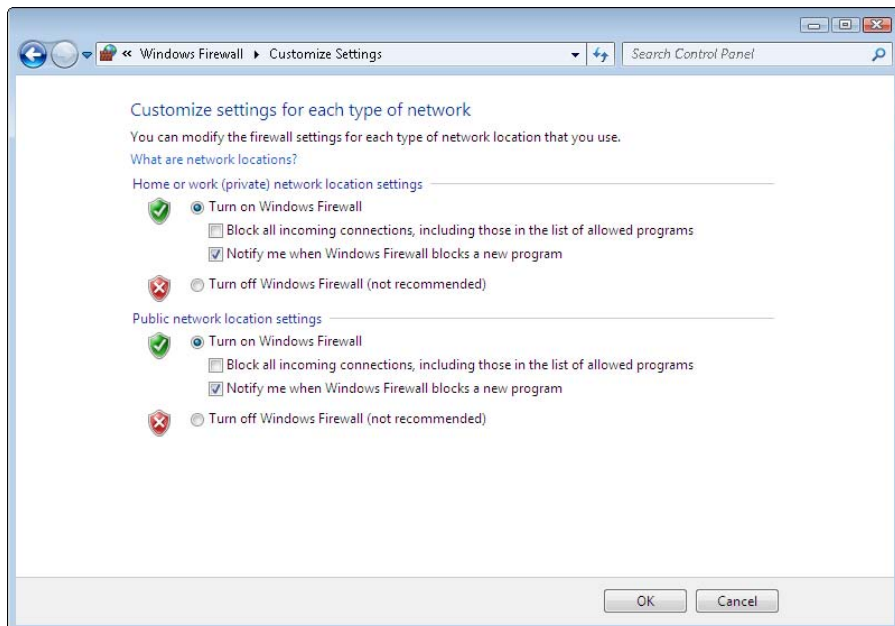 « Windows Firewall ▸ Customize Settings
Search Control Panel
Customize settings for each type of network
You can modify the firewall settings for each type of network location that you use.
What are network locations?
Home or work (private) network location settings
Turn on Windows Firewall
Block all incoming connections, including those in the list of allowed programs
Notify me when Windows Firewall blocks a new program
Turn off Windows Firewall (not recommended)
Public network location settings
Turn on Windows Firewall
Block all incoming connections, including those in the list of allowed programs
Notify me when Windows Firewall blocks a new program
Turn off Windows Firewall (not recommended)
OK
Cancel